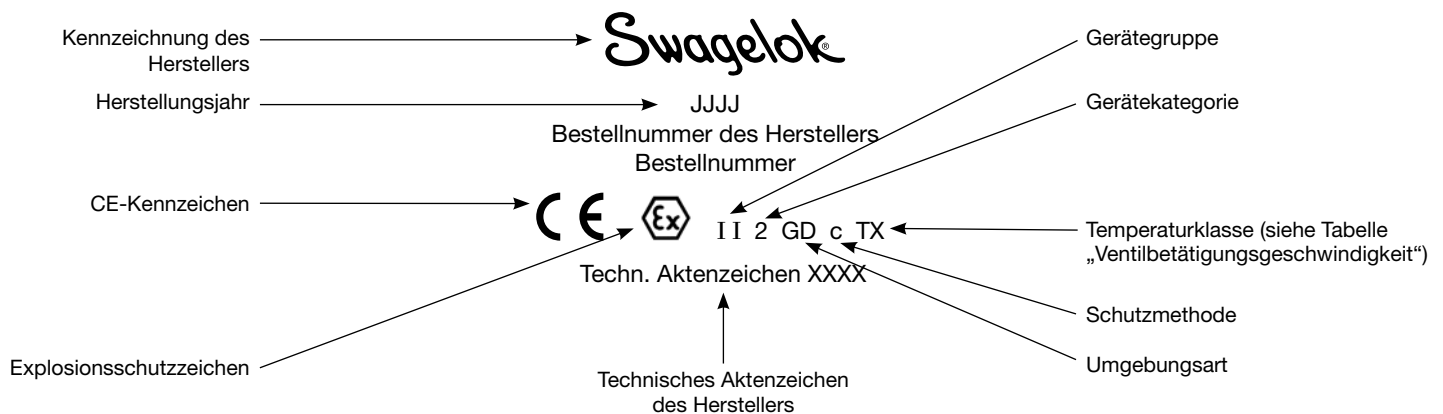 Kennzeichnung des
Herstellers
Swagelok®
Gerätegruppe
Herstellungsjahr
JJJJ
Gerätekategorie
Bestellnummer des Herstellers
Bestellnummer
CE-Kennzeichen
CE
Ex
II 2 GD c TX
Temperaturklasse (siehe Tabelle
„Ventilbetätigungsgeschwindigkeit“)
Techn. Aktenzeichen XXXX
Schutzmethode
Explosionsschutzzeichen
Umgebungsart
Technisches Aktenzeichen
des Herstellers